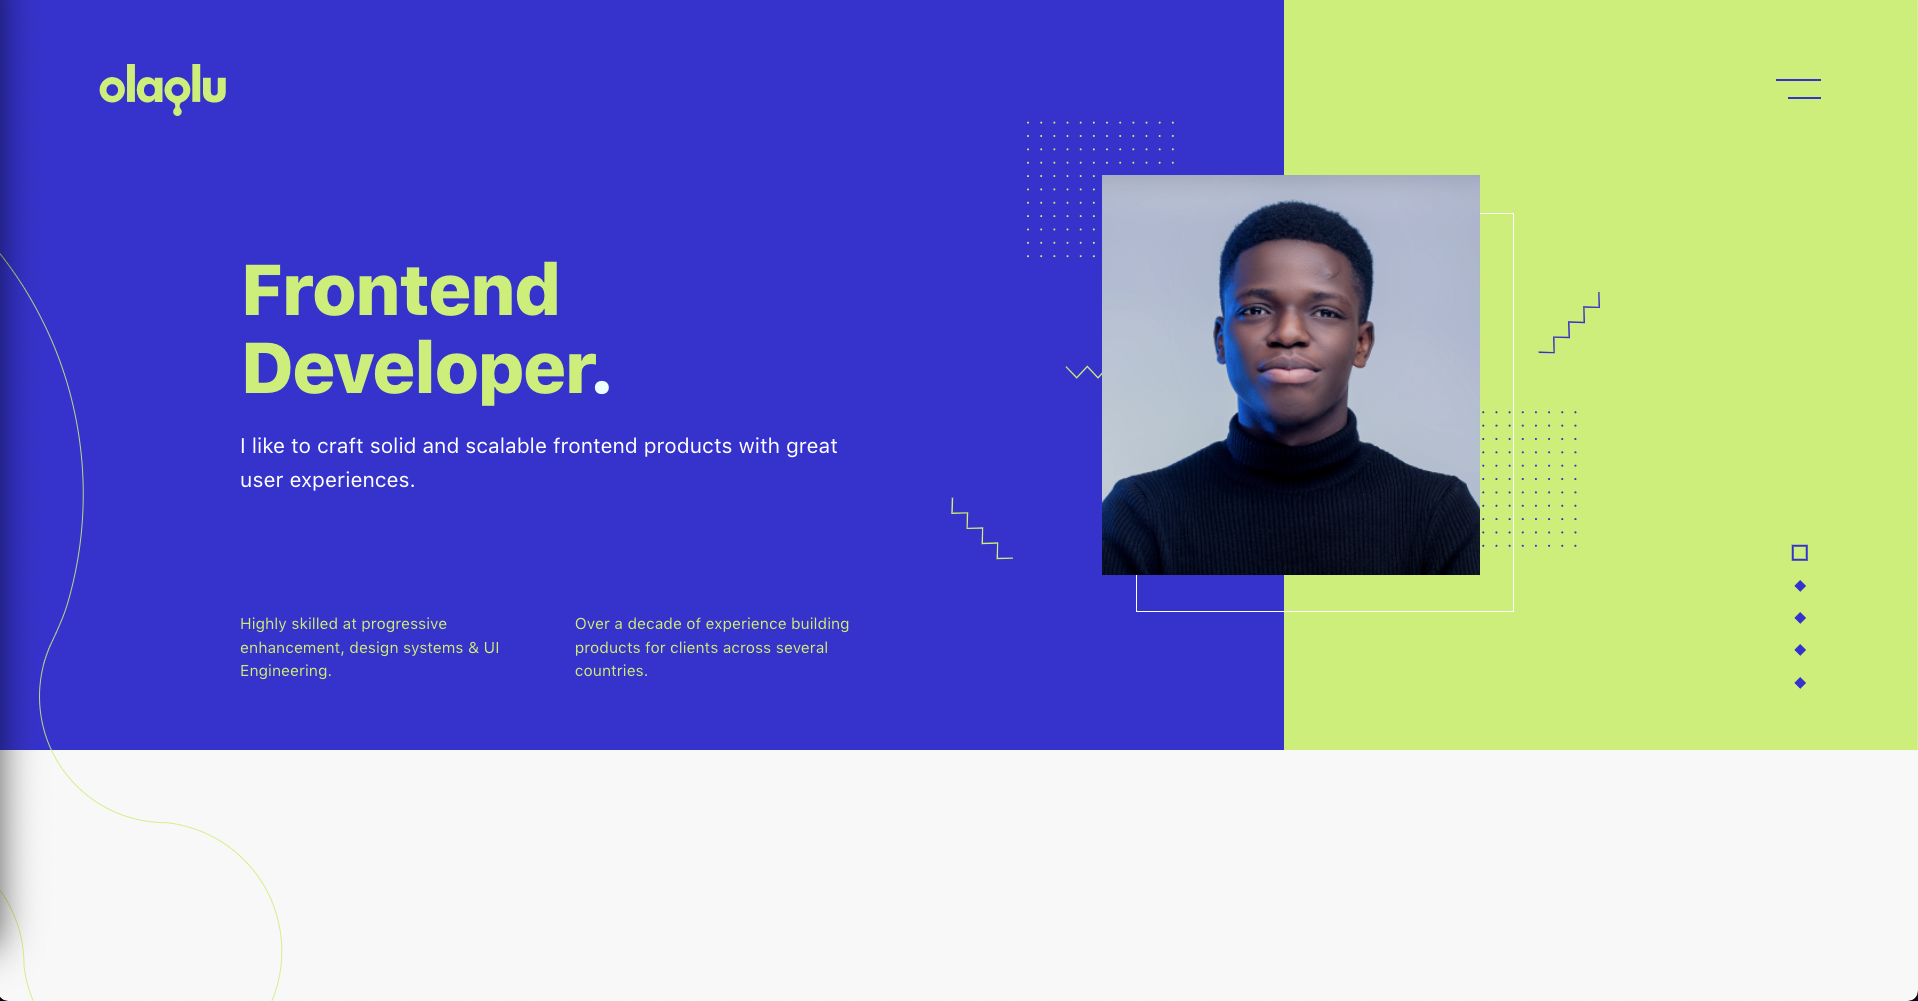 olaolu
Frontend
Developer.
I like to craft solid and scalable frontend products with great
user experiences.
Highly skilled at progressive
enhancement, design systems & UI
Engineering.
Over a decade of experience building
products for clients across several
countries.